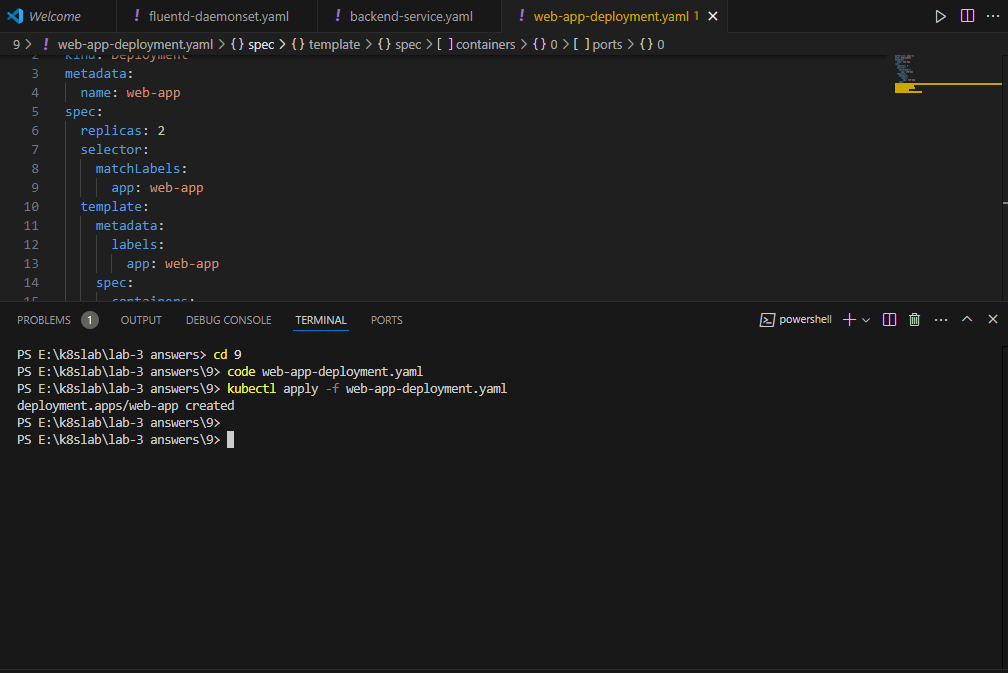 Welcome ! fluentd-daemonset.yaml ! backend-service.yaml ! web-app-deployment.yaml 1
9 > ! web-app-deployment.yaml > {} spec > {} template > {} spec > [ ] containers > {} 0 > [ ] ports > {} 0
2 kind: Deployment
3 metadata:
4 name: web-app
5 spec:
6 replicas: 2
7 selector:
8 matchLabels:
9 app: web-app
10 template:
11 metadata:
12 labels:
13 app: web-app
14 spec:
15 containers:
PROBLEMS 1 OUTPUT DEBUG CONSOLE TERMINAL PORTS powershell
PS E:\k8slab\lab-3 answers> cd 9
PS E:\k8slab\lab-3 answers\9> code web-app-deployment.yaml
PS E:\k8slab\lab-3 answers\9> kubectl apply -f web-app-deployment.yaml
deployment.apps/web-app created
PS E:\k8slab\lab-3 answers\9>
PS E:\k8slab\lab-3 answers\9>